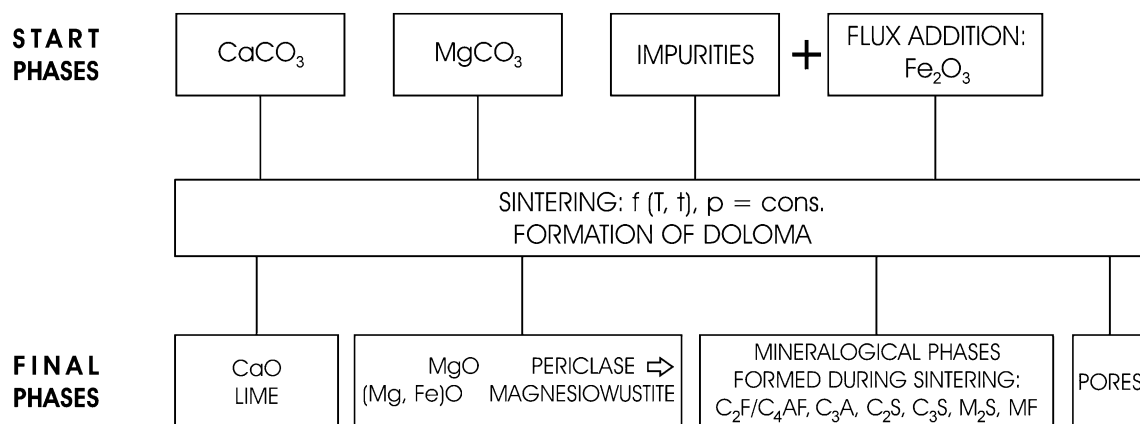 START
PHASES
CaCO₃
MgCO₃
IMPURITIES
+
FLUX ADDITION:
Fe₂O₃
SINTERING: f (T, t), p = cons.
FORMATION OF DOLOMA
FINAL
PHASES
CaO
LIME
MgO PERICLASE ⇨
(Mg, Fe)O MAGNESIOWUSTITE
MINERALOGICAL PHASES
FORMED DURING SINTERING:
C₂F/C₄AF, C₃A, C₂S, C₃S, M₂S, MF
PORES